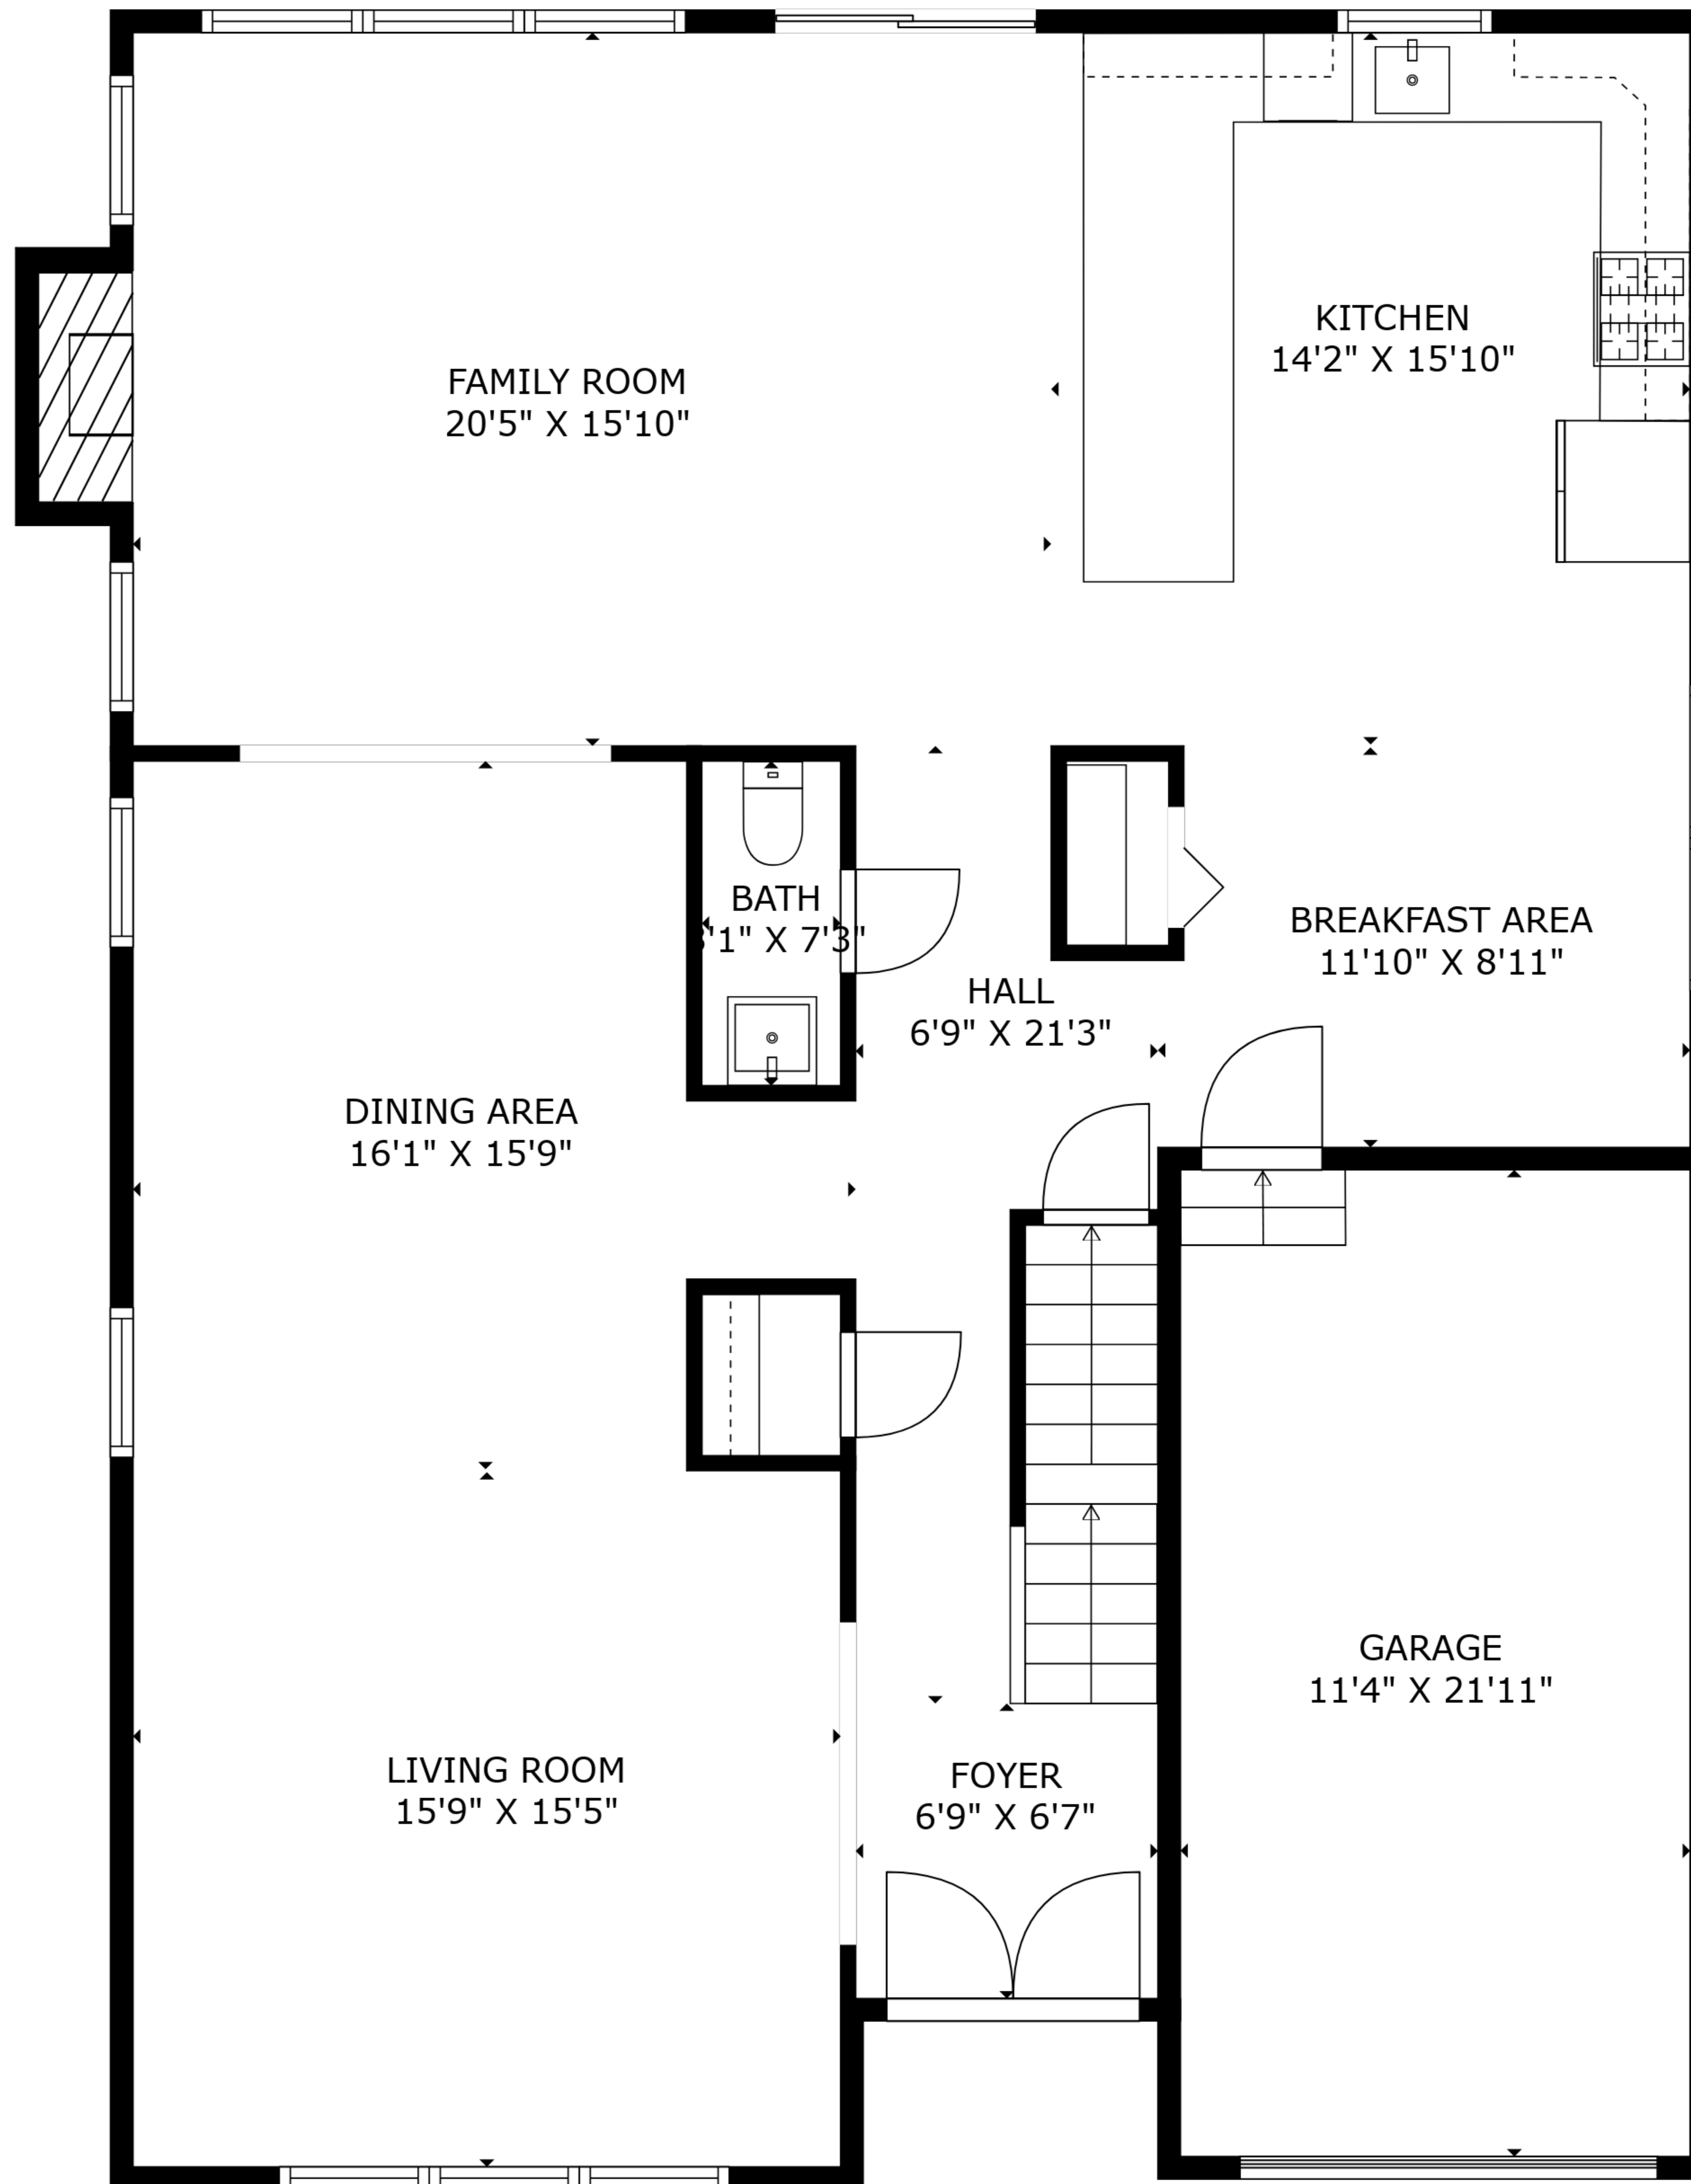 KITCHEN
14'2" X 15'10"
FAMILY ROOM
20'5" X 15'10"
BATH
X 7'3"
BREAKFAST AREA
11'10" X 8'11"
HALL
6'9" X 21'3"
DINING AREA
16'1" X 15'9"
GARAGE
11'4" X 21'11"
LIVING ROOM
15'9" X 15'5"
FOYER
6'9" X 6'7"